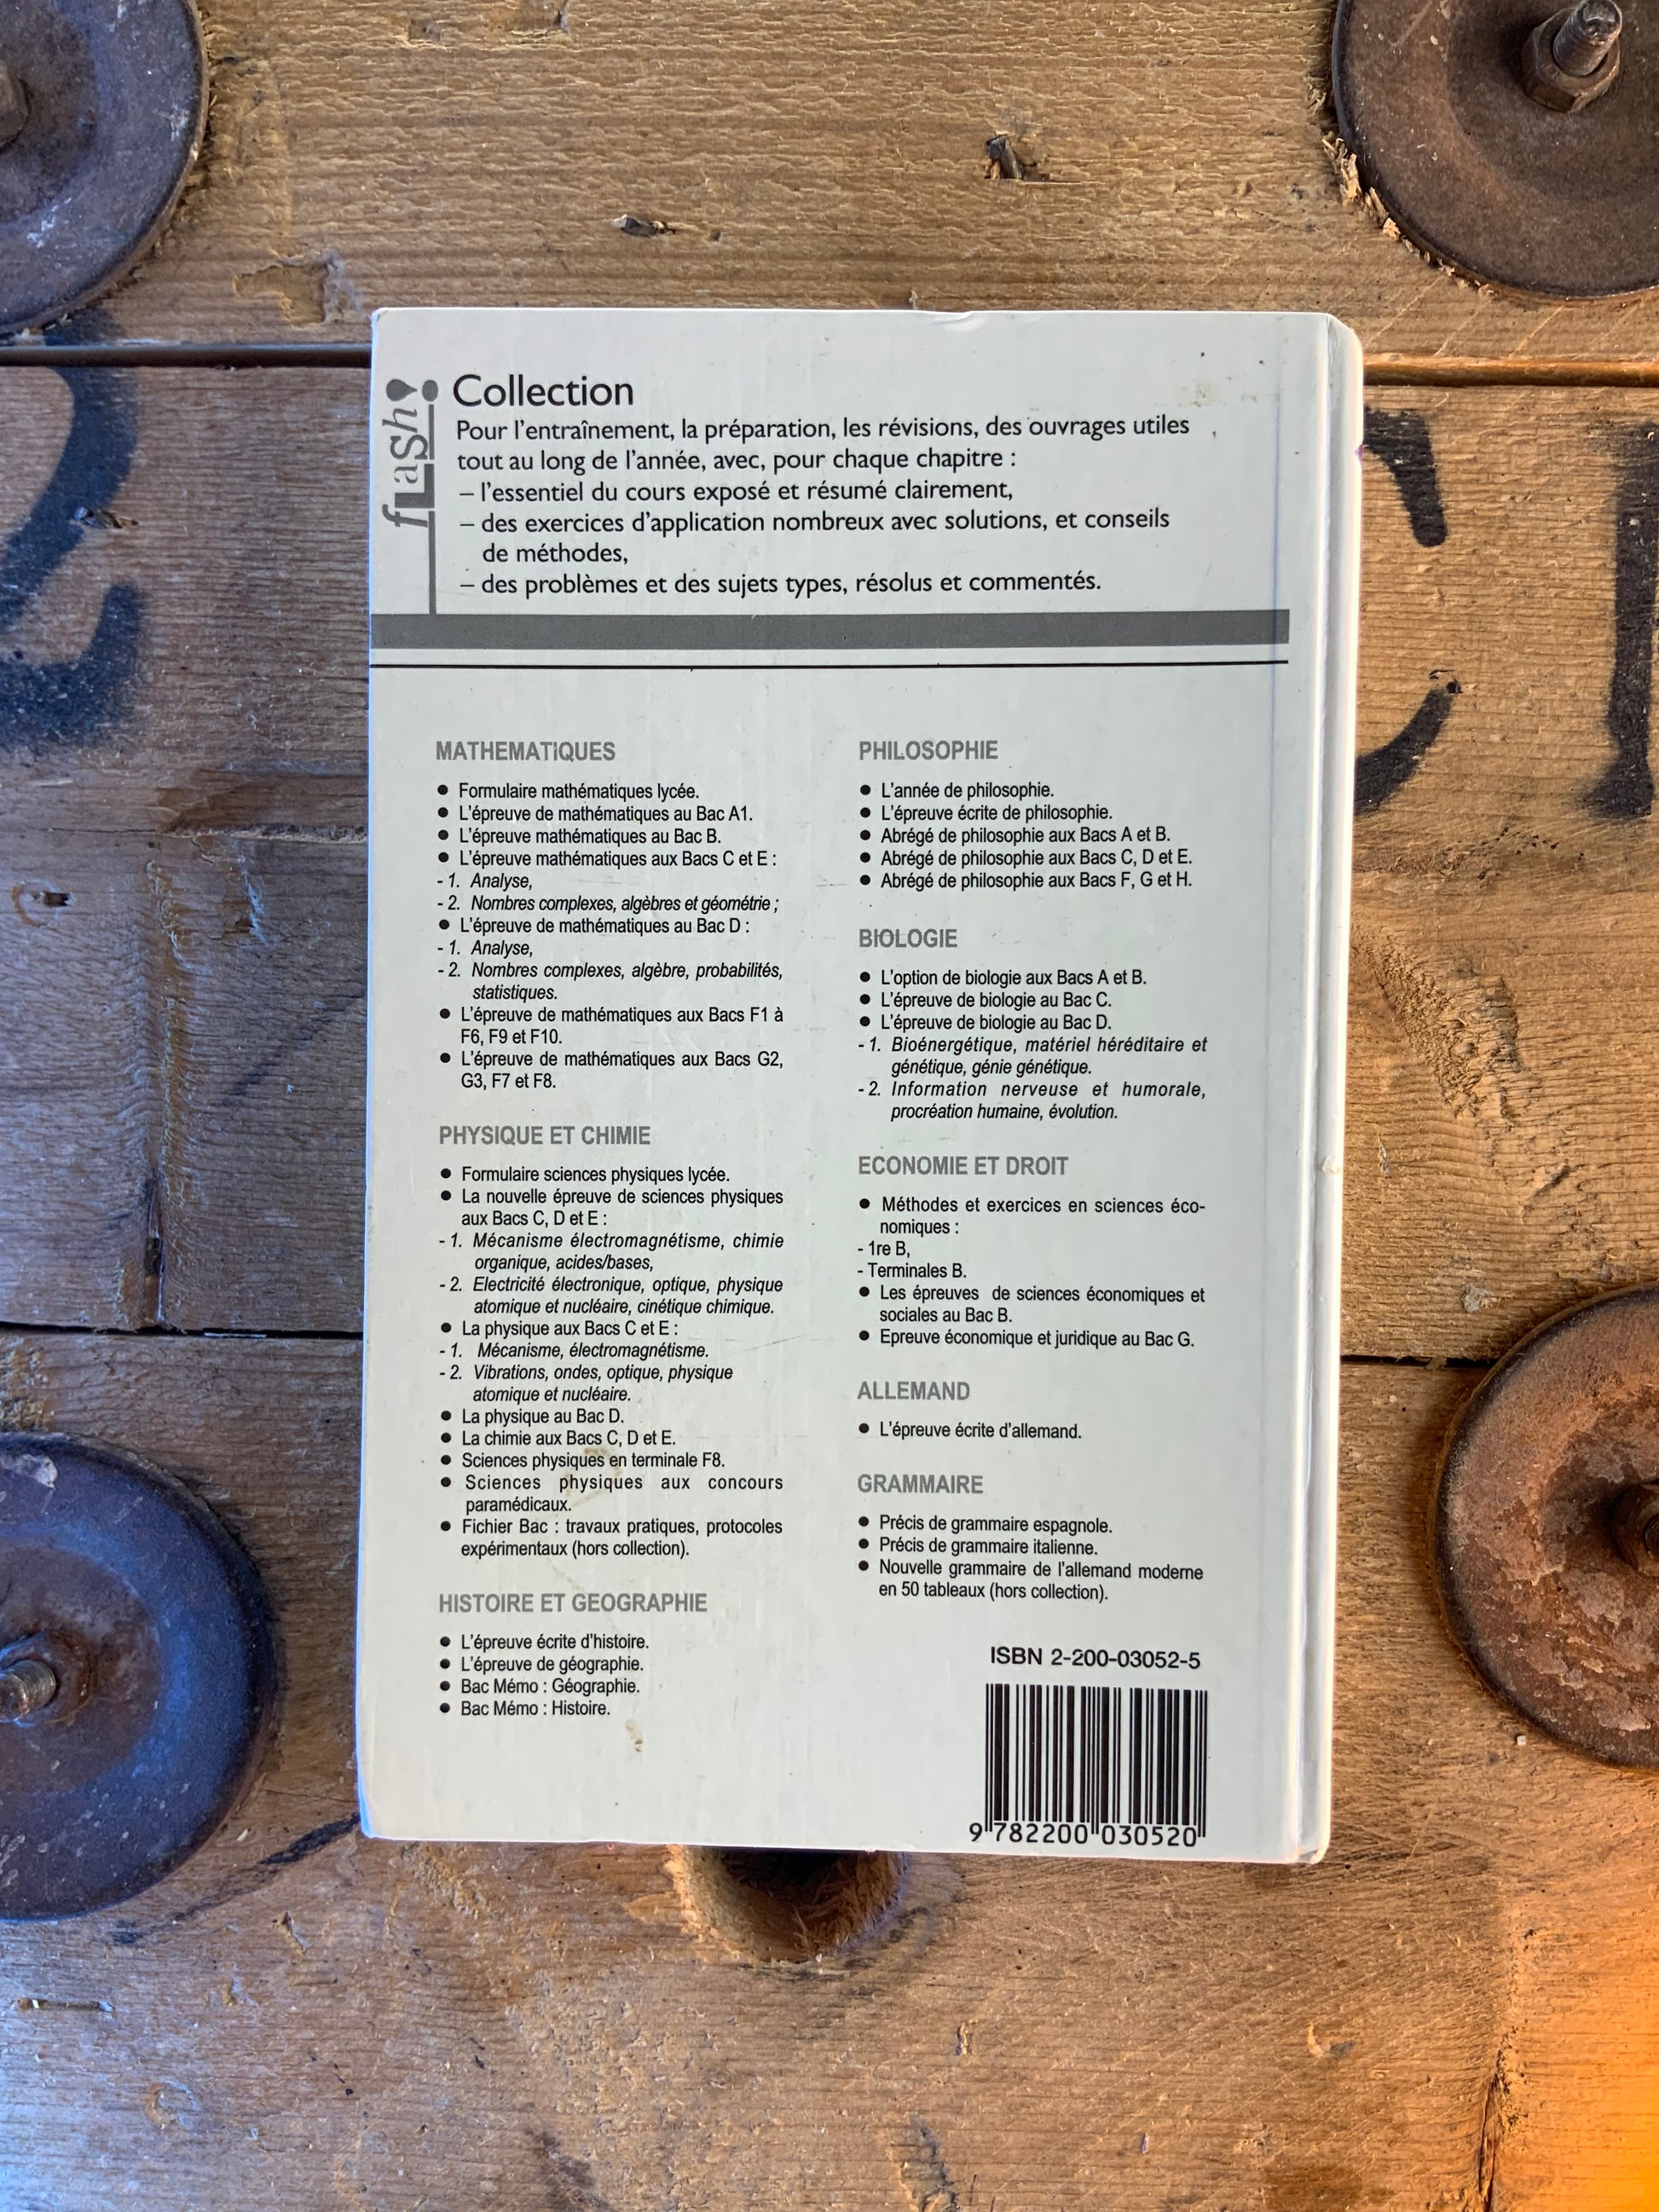 flash!
Collection
Pour l'entraînement, la préparation, les révisions, des ouvrages utiles
tout au long de l'année, avec, pour chaque chapitre :
– l'essentiel du cours exposé et résumé clairement,
– des exercices d'application nombreux avec solutions, et conseils
de méthodes,
– des problèmes et des sujets types, résolus et commentés.
MATHEMATIQUES
● Formulaire mathématiques lycée.
● L'épreuve de mathématiques au Bac A1.
● L'épreuve mathématiques au Bac B.
● L'épreuve mathématiques aux Bacs C et E :
- 1. Analyse,
- 2. Nombres complexes, algèbres et géométrie ;
● L'épreuve de mathématiques au Bac D :
- 1. Analyse,
- 2. Nombres complexes, algèbre, probabilités,
statistiques.
● L'épreuve de mathématiques aux Bacs F1 à
F6, F9 et F10.
● L'épreuve de mathématiques aux Bacs G2,
G3, F7 et F8.
PHYSIQUE ET CHIMIE
● Formulaire sciences physiques lycée.
● La nouvelle épreuve de sciences physiques
aux Bacs C, D et E :
- 1. Mécanisme électromagnétisme, chimie
organique, acides/bases,
- 2. Electricité électronique, optique, physique
atomique et nucléaire, cinétique chimique.
● La physique aux Bacs C et E :
- 1. Mécanisme, électromagnétisme.
- 2. Vibrations, ondes, optique, physique
atomique et nucléaire.
● La physique au Bac D.
● La chimie aux Bacs C, D et E.
● Sciences physiques en terminale F8.
● Sciences physiques aux concours
paramédicaux.
● Fichier Bac : travaux pratiques, protocoles
expérimentaux (hors collection).
HISTOIRE ET GEOGRAPHIE
● L'épreuve écrite d'histoire.
● L'épreuve de géographie.
● Bac Mémo : Géographie.
● Bac Mémo : Histoire.
PHILOSOPHIE
● L'année de philosophie.
● L'épreuve écrite de philosophie.
● Abrégé de philosophie aux Bacs A et B.
● Abrégé de philosophie aux Bacs C, D et E.
● Abrégé de philosophie aux Bacs F, G et H.
BIOLOGIE
● L'option de biologie aux Bacs A et B.
● L'épreuve de biologie au Bac C.
● L'épreuve de biologie au Bac D.
- 1. Bioénergétique, matériel héréditaire et
génétique, génie génétique.
- 2. Information nerveuse et humorale,
procréation humaine, évolution.
ECONOMIE ET DROIT
● Méthodes et exercices en sciences éco-
nomiques :
- 1re B,
- Terminales B.
● Les épreuves de sciences économiques et
sociales au Bac B.
● Epreuve économique et juridique au Bac G.
ALLEMAND
● L'épreuve écrite d'allemand.
GRAMMAIRE
● Précis de grammaire espagnole.
● Précis de grammaire italienne.
● Nouvelle grammaire de l'allemand moderne
en 50 tableaux (hors collection).
ISBN 2-200-03052-5
9 782200 030520